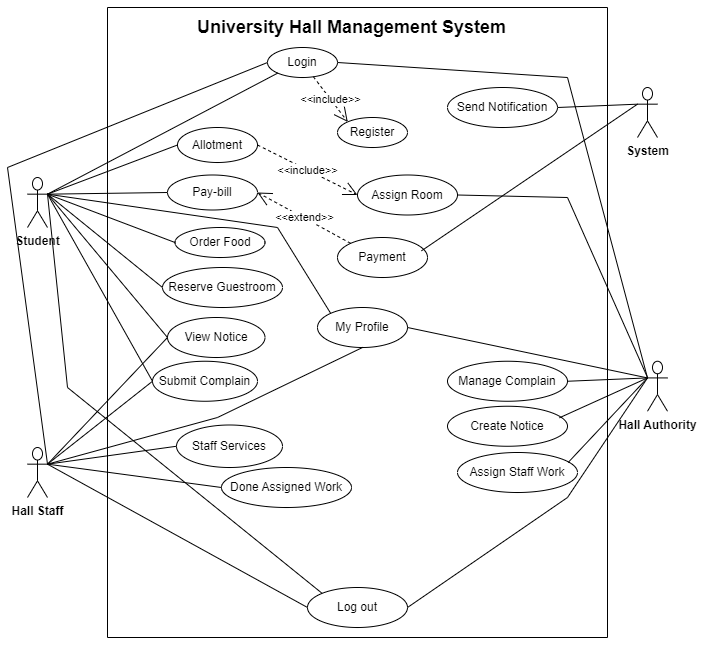 University Hall Management System
Login
<<include>>
Register
Send Notification
System
Allotment
<<include>>
Pay-bill
Assign Room
<<extend>>
Student
Order Food
Payment
Reserve Guestroom
My Profile
View Notice
Submit Complain
Manage Complain
Create Notice
Hall Authority
Staff Services
Assign Staff Work
Done Assigned Work
Hall Staff
Log out